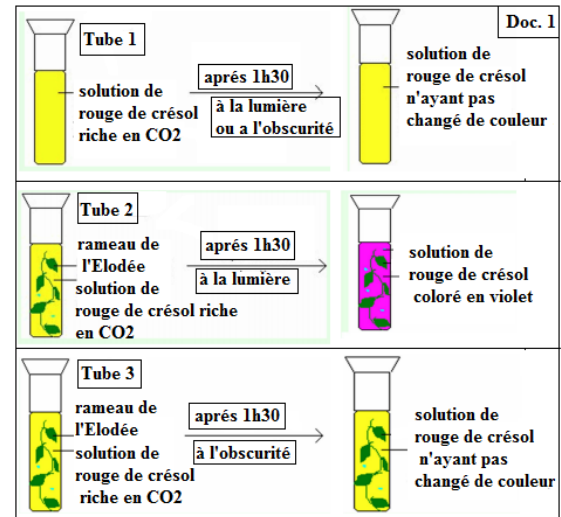 Doc. 1
Tube 1
solution de
rouge de crésol
riche en CO2
aprés 1h30
à la lumière
ou a l'obscurité
solution de
rouge de crésol
n'ayant pas
changé de couleur
Tube 2
rameau de
l'Elodée
solution de
rouge de crésol riche
en CO2
aprés 1h30
à la lumière
solution de
rouge de crésol
coloré en violet
Tube 3
rameau de
l'Elodée
solution de
rouge de crésol
riche en CO2
aprés 1h30
à l'obscurité
solution de
rouge de crésol
n'ayant pas
changé de couleur